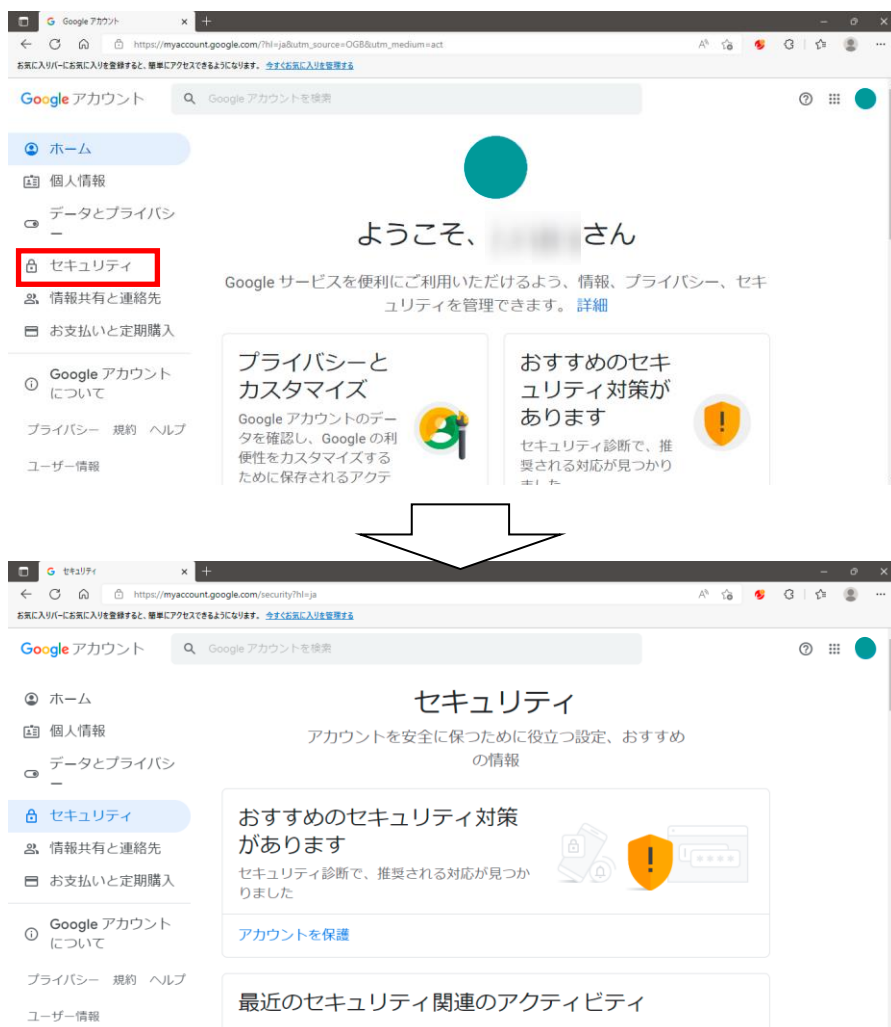 Google アカウント
https://myaccount.google.com/?hl=ja&utm_source=OGB&utm_medium=act
お気に入りバーにお気に入りを登録すると、簡単にアクセスできるようになります。 今すぐお気に入りを管理する
Google アカウント
Google アカウントを検索
ホーム
個人情報
データとプライバシ
ー
セキュリティ
情報共有と連絡先
お支払いと定期購入
Google アカウント
について
プライバシー 規約 ヘルプ
ユーザー情報
ようこそ、 さん
Google サービスを便利にご利用いただけるよう、情報、プライバシー、セキ
ュリティを管理できます。 詳細
プライバシーと
カスタマイズ
Google アカウントのデー
タを確認し、Google の利
便性をカスタマイズする
ために保存されるアクテ
おすすめのセキ
ュリティ対策が
あります
セキュリティ診断で、推
奨される対応が見つかり
ました
セキュリティ
https://myaccount.google.com/security?hl=ja
お気に入りバーにお気に入りを登録すると、簡単にアクセスできるようになります。 今すぐお気に入りを管理する
Google アカウント
Google アカウントを検索
ホーム
個人情報
データとプライバシ
ー
セキュリティ
情報共有と連絡先
お支払いと定期購入
Google アカウント
について
プライバシー 規約 ヘルプ
ユーザー情報
セキュリティ
アカウントを安全に保つために役立つ設定、おすすめ
の情報
おすすめのセキュリティ対策
があります
セキュリティ診断で、推奨される対応が見つか
りました
アカウントを保護
最近のセキュリティ関連のアクティビティ